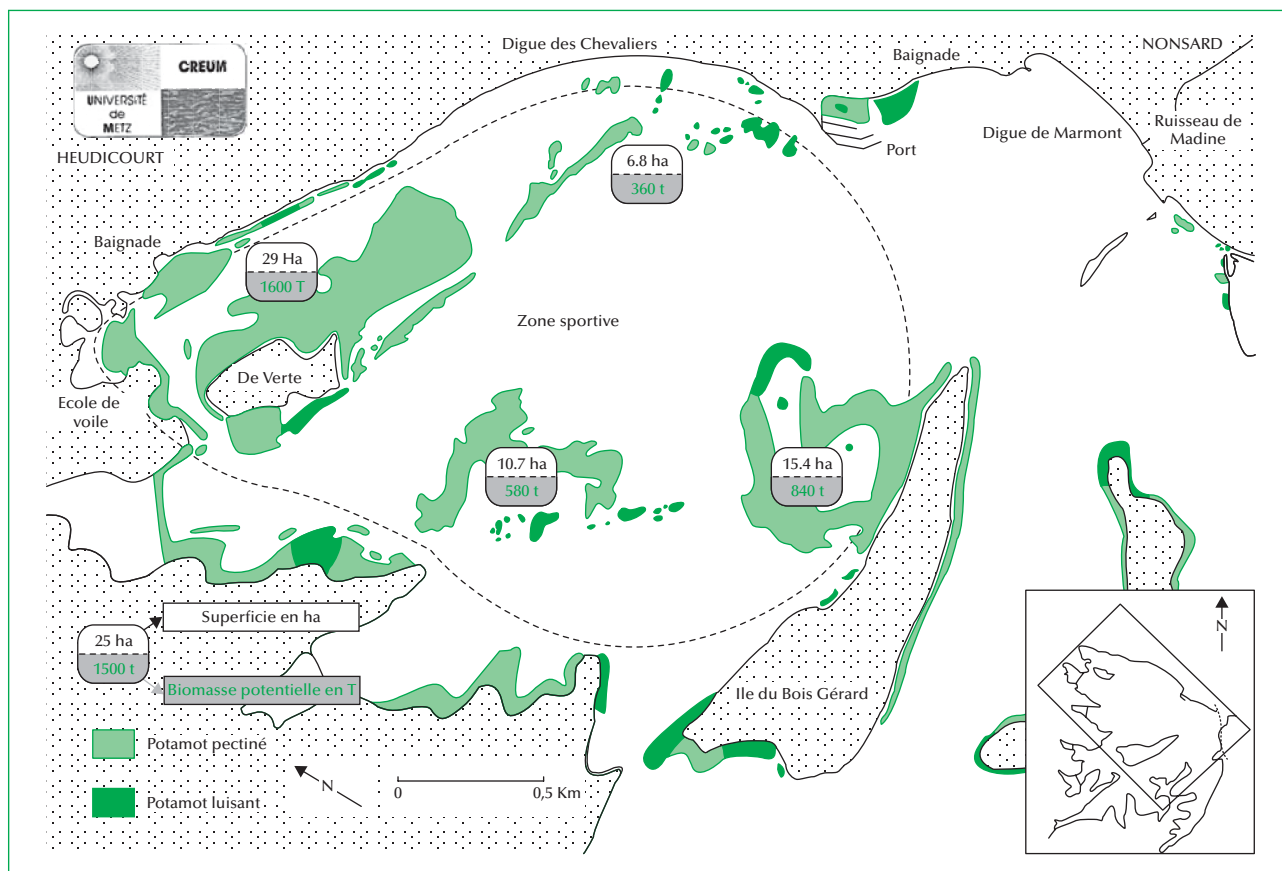 CREUM
UNIVERSITÉ
de
METZ
HEUDICOURT
Digue des Chevaliers
Baignade
NONSARD
Ruisseau de
Madine
Digue de Marmont
Port
6.8 ha
360 t
Baignade
29 Ha
1600 T
Zone sportive
De Verte
Ecole de
voile
10.7 ha
580 t
15.4 ha
840 t
Superficie en ha
25 ha
1500 t
Biomasse potentielle en T
Ile du Bois Gérard
Potamot pectiné
Potamot luisant
N
0
0,5 Km
N